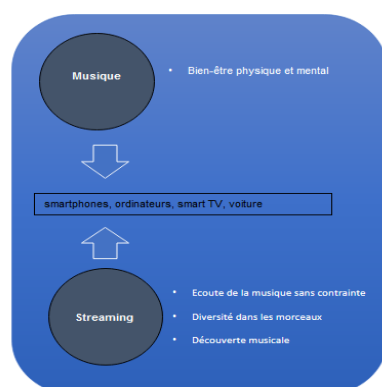 Musique
• Bien-être physique et mental
smartphones, ordinateurs, smart TV, voiture
• Ecoute de la musique sans contrainte
Streaming
• Diversité dans les morceaux
• Découverte musicale